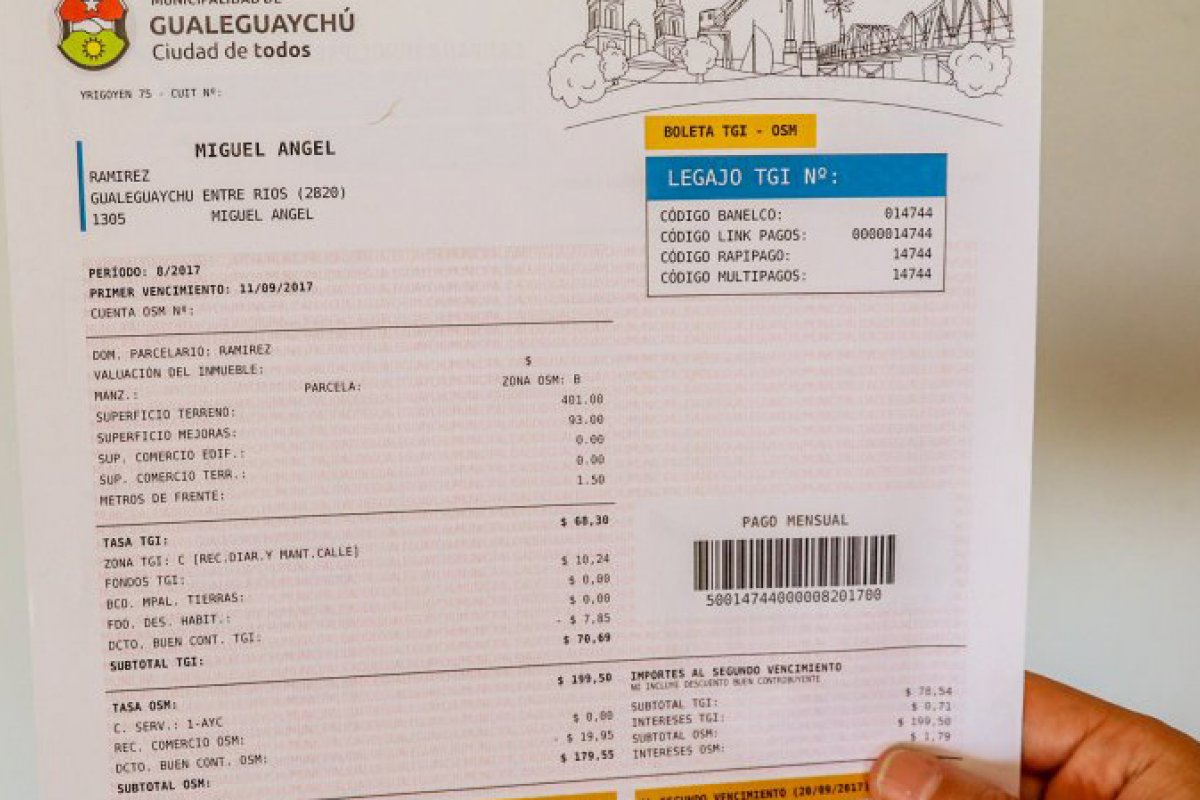 MUNICIPALIDAD DE
GUALEGUAYCHÚ
Ciudad de todos
YRIGOYEN 75 - CUIT Nº:
MIGUEL ANGEL
RAMIREZ
GUALEGUAYCHU ENTRE RIOS (2820)
1305 MIGUEL ANGEL
BOLETA TGI - OSM
LEGAJO TGI Nº:
CÓDIGO BANELCO: 014744
CÓDIGO LINK PAGOS: 0000014744
CÓDIGO RAPIPAGO: 14744
CÓDIGO MULTIPAGOS: 14744
PERÍODO: 8/2017
PRIMER VENCIMIENTO: 11/09/2017
CUENTA OSM Nº:
DOM. PARCELARIO: RAMIREZ
VALUACIÓN DEL INMUEBLE: $
MANZ.: PARCELA: ZONA OSM: B
SUPERFICIO TERRENO: 401.00
SUPERFICIO MEJORAS: 93.00
SUP. COMERCIO EDIF.: 0.00
SUP. COMERCIO TERR.: 0.00
METROS DE FRENTE: 1.50
TASA TGI: $ 68,30
ZONA TGI: C [REC.DIAR.Y MANT.CALLE]
FONDOS TGI: $ 10,24
BCO. MPAL. TIERRAS: $ 0,00
FDO. DES. HABIT.: $ 0,00
DCTO. BUEN CONT. TGI: - $ 7,85
SUBTOTAL TGI: $ 70,69
PAGO MENSUAL
50014744000008201700
TASA OSM: $ 199,50
C. SERV.: 1-AYC
REC. COMERCIO OSM: $ 0,00
DCTO. BUEN CONT. OSM: - $ 19,95
SUBTOTAL OSM: $ 179,55
IMPORTES AL SEGUNDO VENCIMIENTO
NO INCLUYE DESCUENTO BUEN CONTRIBUYENTE
SUBTOTAL TGI: $ 78,54
INTERESES TGI: $ 0,71
SUBTOTAL OSM: $ 199,50
INTERESES OSM: $ 1,79
AL SEGUNDO VENCIMIENTO (20/09/2017)